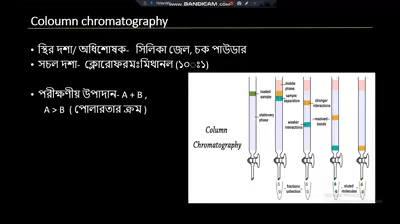 WWW.BANDICAM.COM
Coloumn chromatography
• স্থির দশা/ অধিশোষক- সিলিকা জেল, চক পাউডার
• সচল দশা- ক্লোরোফরমঃমিথানল (১০ঃ১)
• পরীক্ষণীয় উপাদান- A + B ,
A > B ( পোলারতার ক্রম )
loaded sample
mobile phase
sample separation
stronger interactions
stationary phase
weaker interactions
resolved bands
Column
Chromatography
fractions collection
eluted molecules